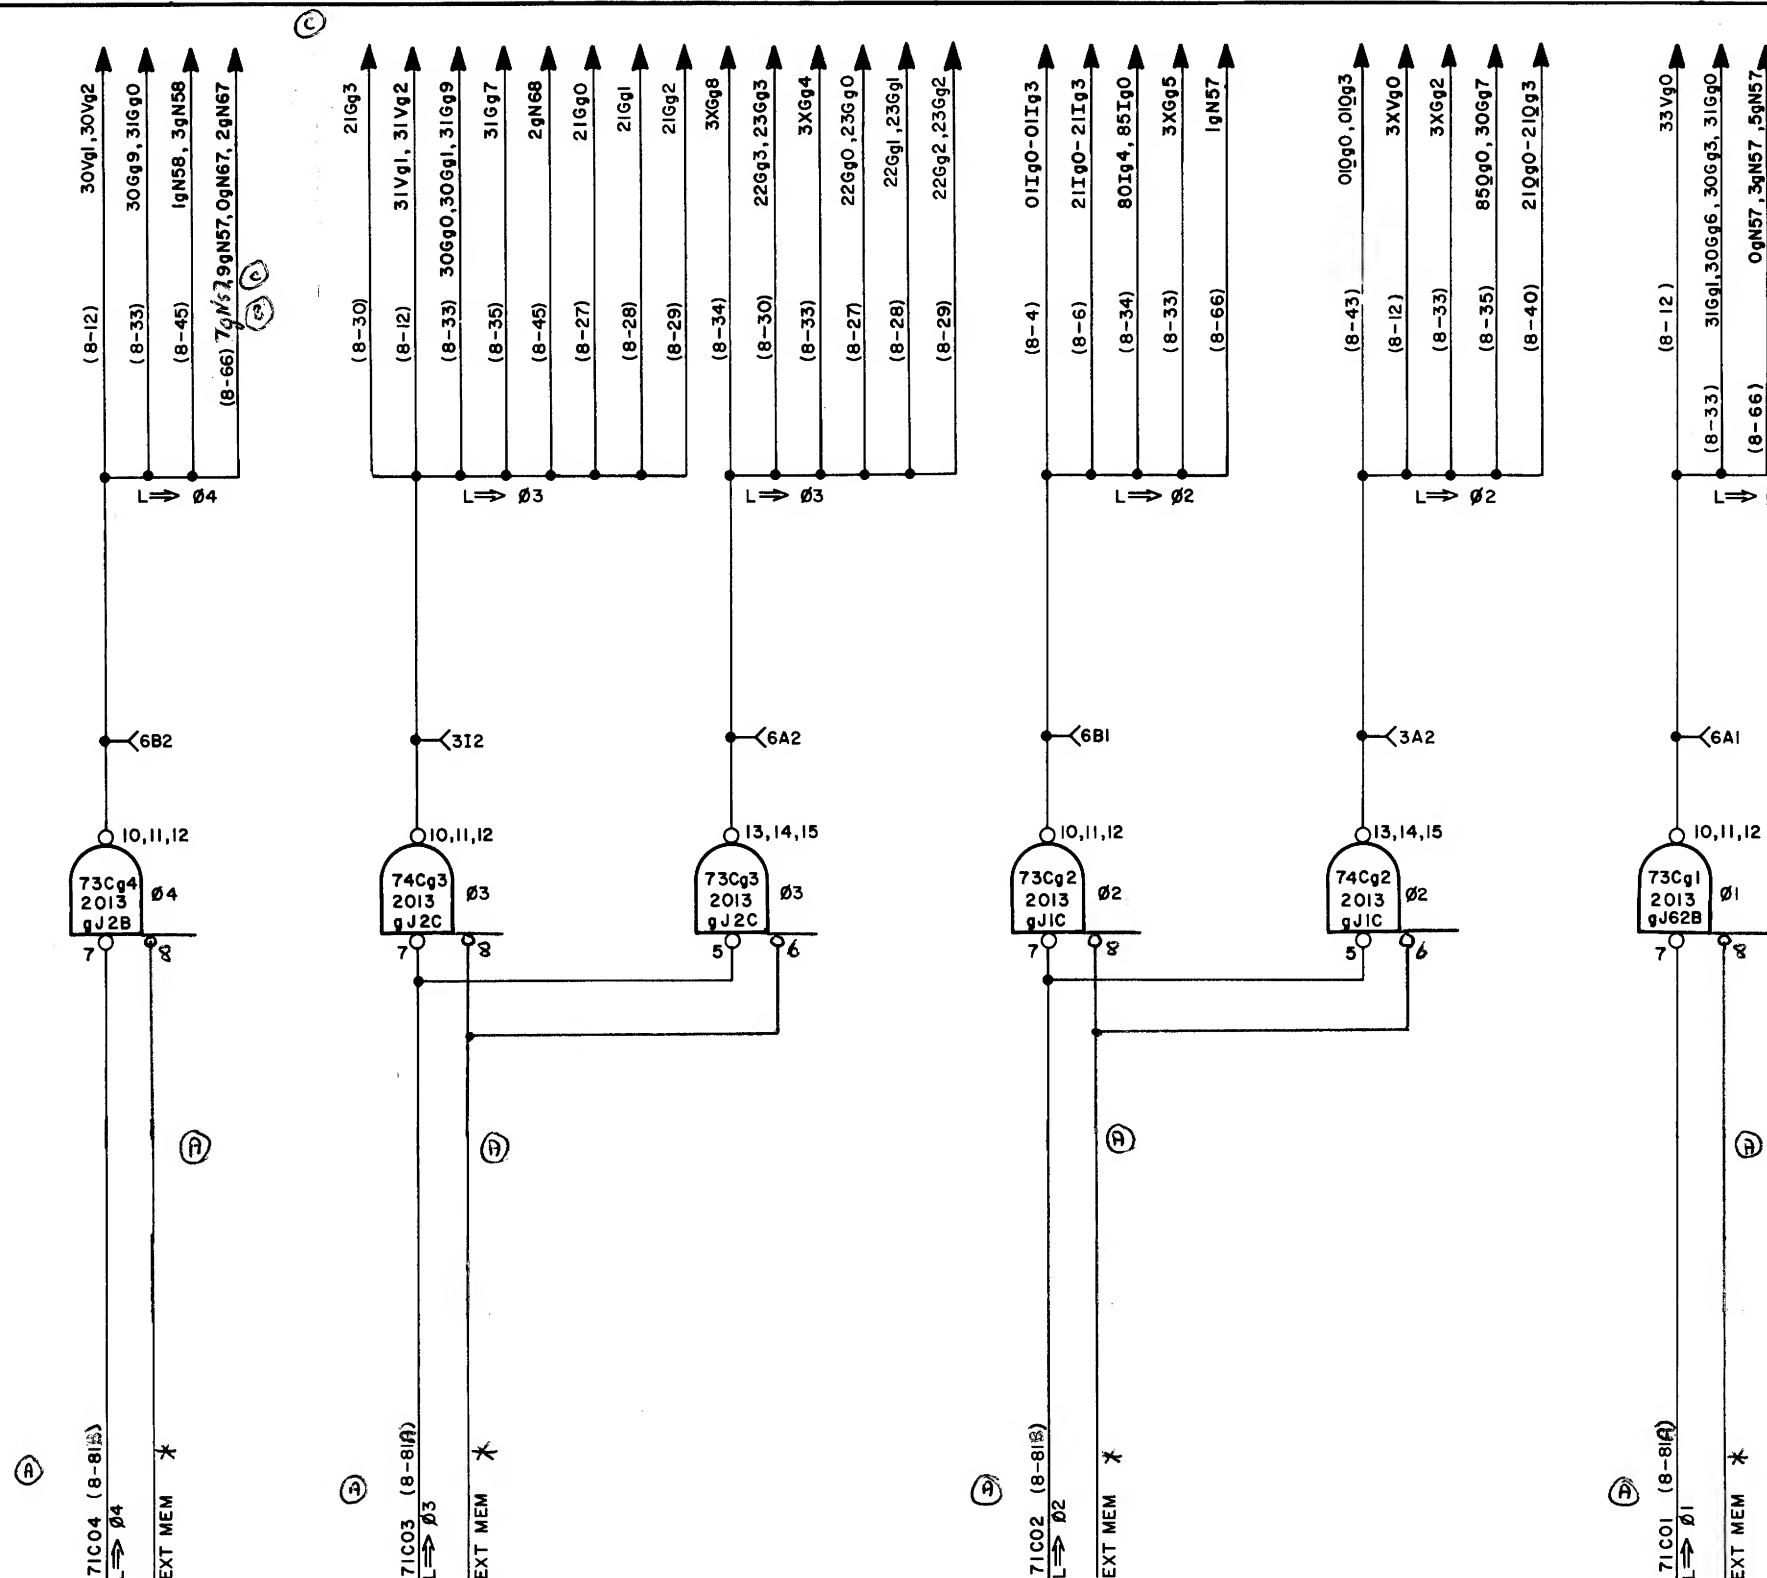 C
30Vg1,30Vg2
30Gg9,31Gg0
1gN58,3gN58
7gN57,9gN57,0gN67,2gN67
(8-12)
(8-33)
(8-45)
(8-66)
C
L⇒ Ø4
21Gg3
31Vg1,31Vg2
30Gg0,30Gg1,31Gg9
31Gg7
2gN68
21Gg0
21Gg1
21Gg2
(8-30)
(8-12)
(8-33)
(8-35)
(8-45)
(8-27)
(8-28)
(8-29)
L⇒ Ø3
3XGg8
22Gg3,23Gg3
3XGg4
22Gg0,23Gg0
22Gg1,23Gg1
22Gg2,23Gg2
(8-34)
(8-30)
(8-33)
(8-27)
(8-28)
(8-29)
L⇒ Ø3
01Ig0-01Ig3
21Ig0-21Ig3
80Ig4,85Ig0
3XGg5
1gN57
(8-4)
(8-6)
(8-34)
(8-33)
(8-66)
L⇒ Ø2
01Qg0,01Qg3
3XVg0
3XGg2
85Qg0,30Gg7
21Qg0-21Qg3
(8-43)
(8-12)
(8-33)
(8-35)
(8-40)
L⇒ Ø2
33Vg0
31Gg1,30Gg6,30Gg3,31Gg0
0gN57,3gN57,5gN57
(8-12)
(8-33)
(8-66)
L⇒
6B2
3I2
6A2
6B1
3A2
6A1
10,11,12
10,11,12
13,14,15
10,11,12
13,14,15
10,11,12
73Cg4
2013
gJ2B
Ø4
7
8
74Cg3
2013
gJ2C
Ø3
7
8
73Cg3
2013
gJ2C
Ø3
5
6
73Cg2
2013
gJ1C
Ø2
7
8
74Cg2
2013
gJ1C
Ø2
5
6
73Cg1
2013
gJ62B
Ø1
7
8
A
A
A
A
A
71C04 (8-81B)
L⇒ Ø4
EXT MEM *
A
71C03 (8-81A)
L⇒ Ø3
EXT MEM *
A
71C02 (8-81B)
L⇒ Ø2
EXT MEM *
A
71C01 (8-81A)
L⇒ Ø1
EXT MEM *